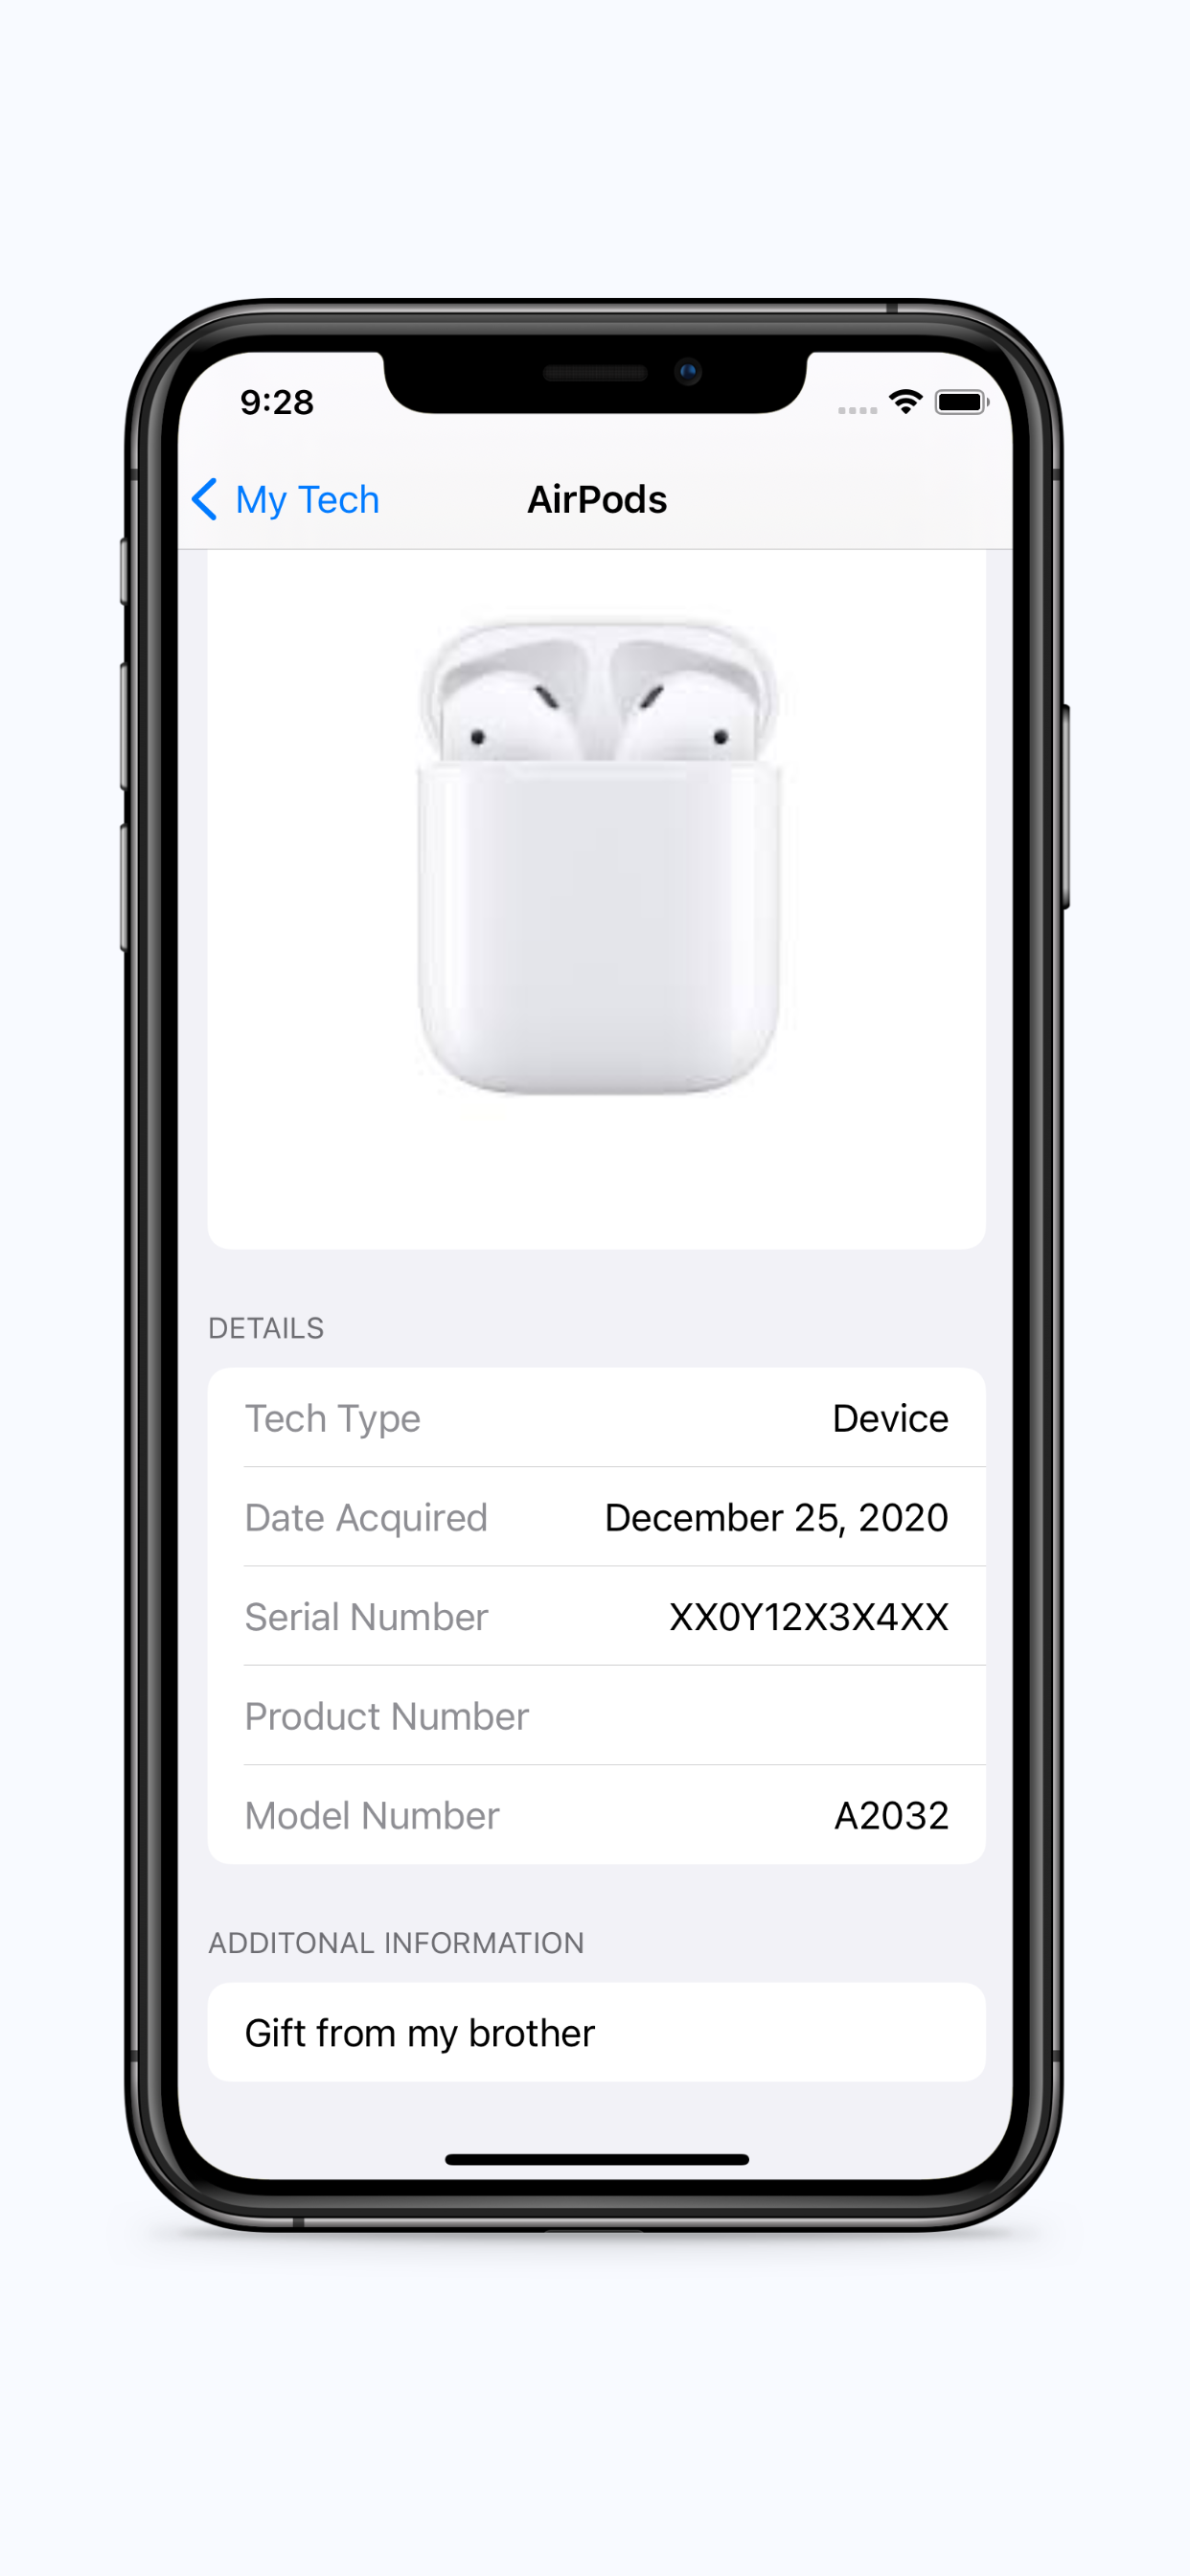 9:28
My Tech
AirPods
DETAILS
Tech Type Device
Date Acquired December 25, 2020
Serial Number XX0Y12X3X4XX
Product Number
Model Number A2032
ADDITONAL INFORMATION
Gift from my brother